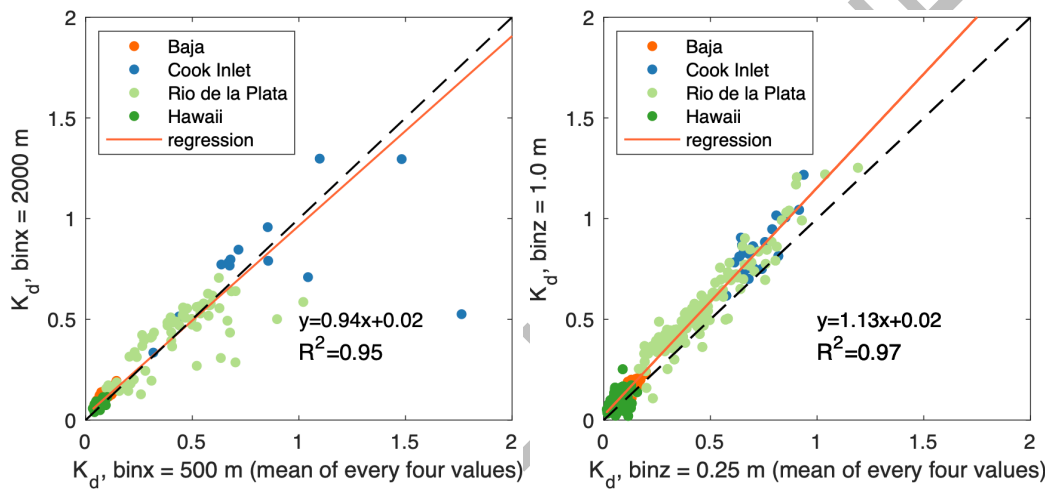 2
1.5
1
0.5
0
K_d, binx = 2000 m
Baja
Cook Inlet
Rio de la Plata
Hawaii
regression
y=0.94x+0.02
R²=0.95
0
0.5
1
1.5
2
K_d, binx = 500 m (mean of every four values)
2
1.5
1
0.5
0
K_d, binz = 1.0 m
Baja
Cook Inlet
Rio de la Plata
Hawaii
regression
y=1.13x+0.02
R²=0.97
0
0.5
1
1.5
2
K_d, binz = 0.25 m (mean of every four values)